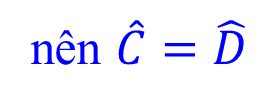 nên Ĉ = D̂